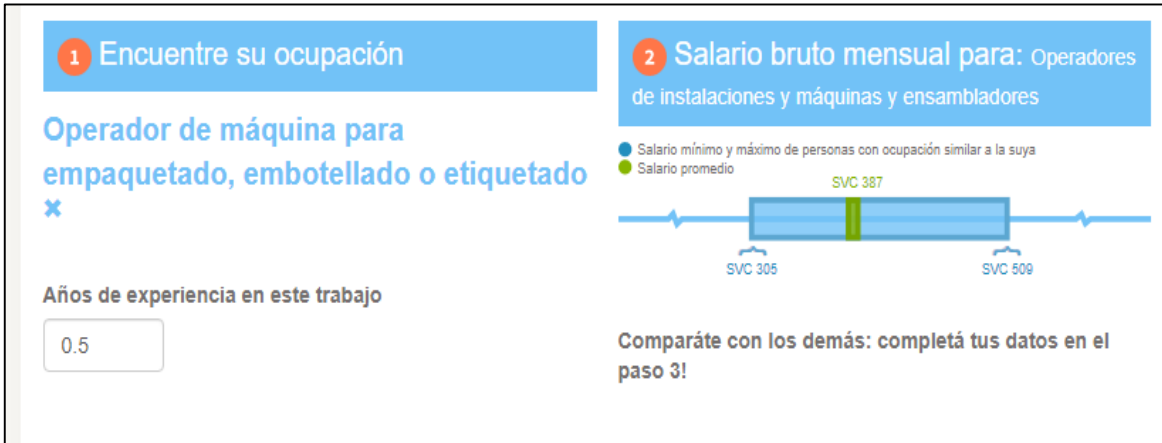 1 Encuentre su ocupación
Operador de máquina para
empaquetado, embotellado o etiquetado
✖
Años de experiencia en este trabajo
0.5
2 Salario bruto mensual para: Operadores
de instalaciones y máquinas y ensambladores
Salario mínimo y máximo de personas con ocupación similar a la suya
Salario promedio
SVC 387
SVC 305
SVC 509
Comparáte con los demás: completá tus datos en el
paso 3!